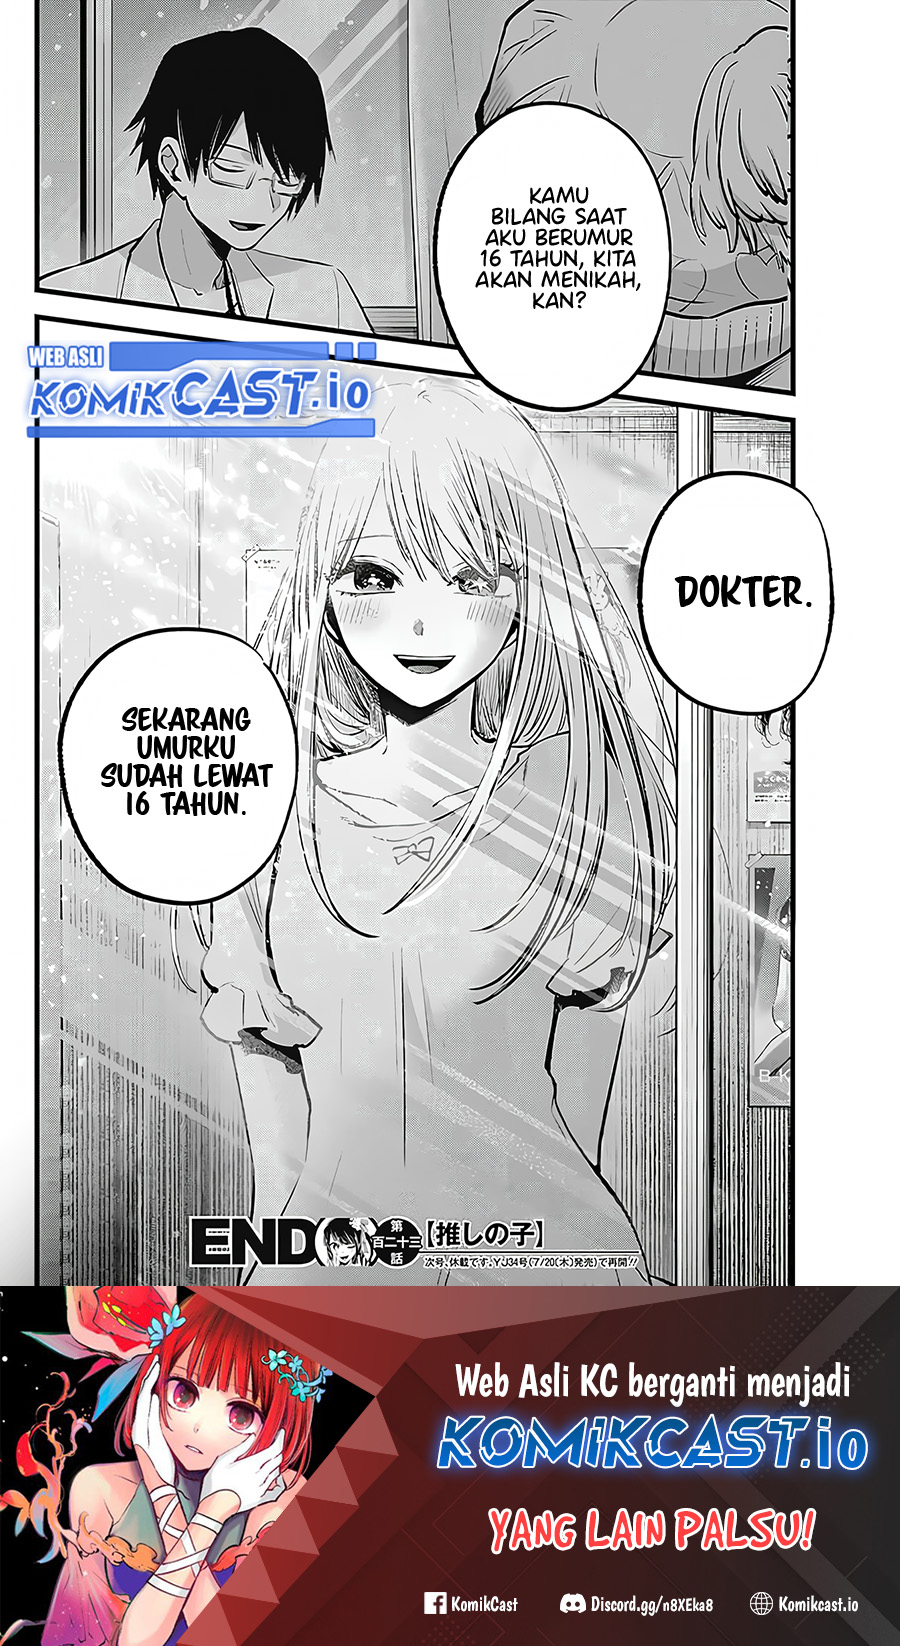 KAMU
BILANG SAAT
AKU BERUMUR
16 TAHUN, KITA
AKAN MENIKAH,
KAN?
WEB ASLI
KOMIKCAST.io
DOKTER.
SEKARANG
UMURKU
SUDAH LEWAT
16 TAHUN.
B-K
END
第
百二十三
話
【推しの子】
次号、休載です。YJ34号(7/20(木)発売)で再開!!
Web Asli KC berganti menjadi
KOMIKCAST.io
YANG LAIN PALSU!
KomikCast
Discord.gg/n8XEka8
Komikcast.io